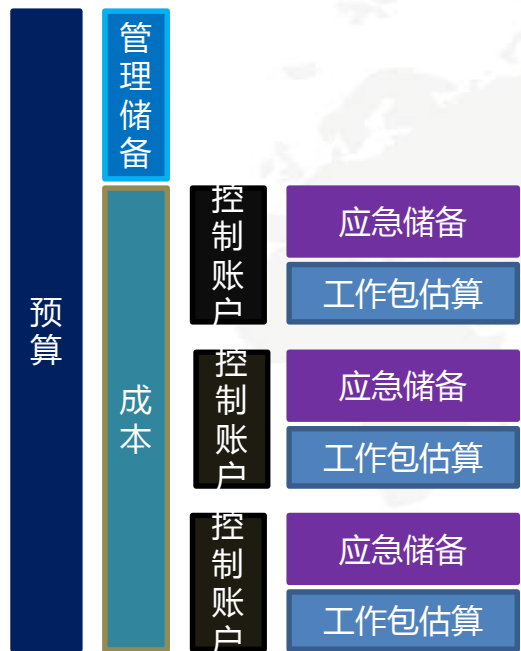 预算
管理储备
成本
控制账户
应急储备
工作包估算
控制账户
应急储备
工作包估算
控制账户
应急储备
工作包估算